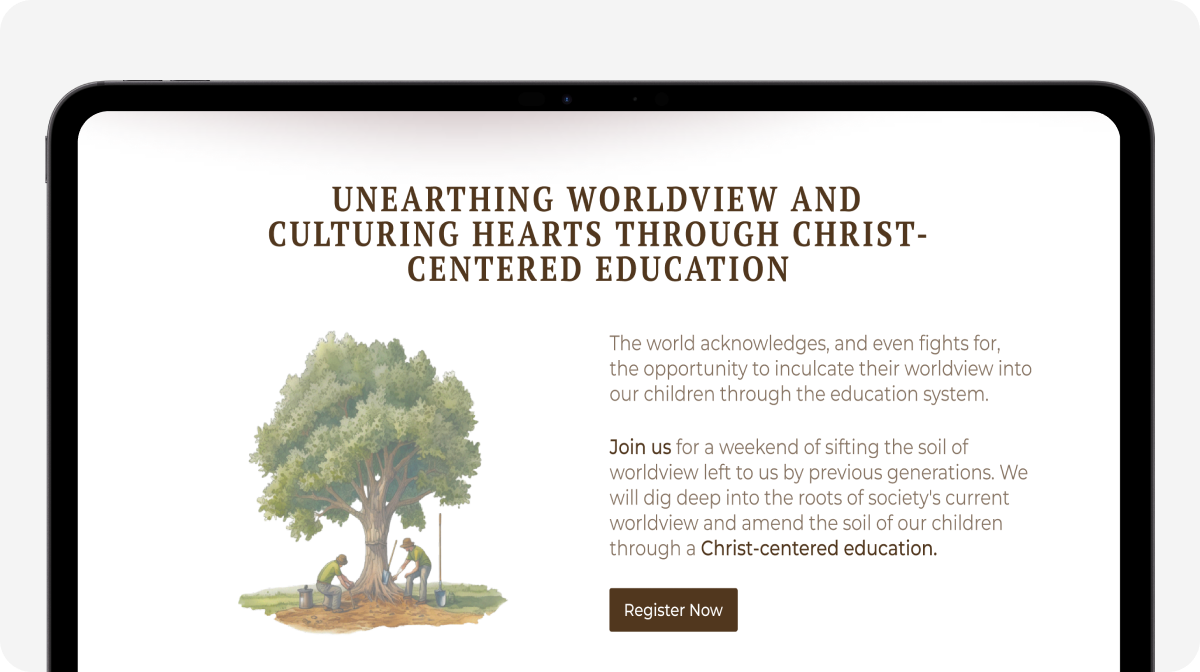 UNEARTHING WORLDVIEW AND
CULTURING HEARTS THROUGH CHRIST-
CENTERED EDUCATION
The world acknowledges, and even fights for,
the opportunity to inculcate their worldview into
our children through the education system.
Join us for a weekend of sifting the soil of
worldview left to us by previous generations. We
will dig deep into the roots of society's current
worldview and amend the soil of our children
through a Christ-centered education.
Register Now